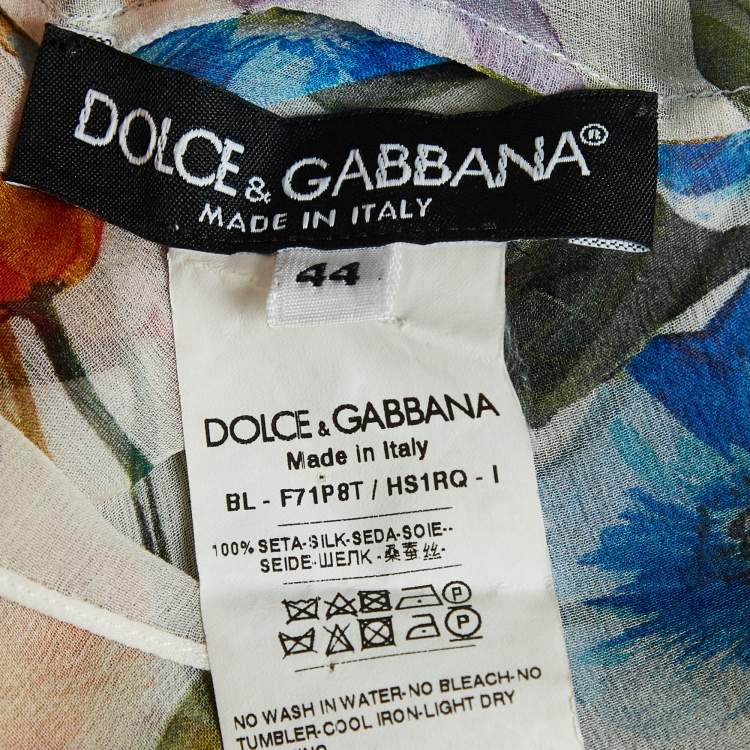 DOLCE & GABBANA®
MADE IN ITALY
44
DOLCE & GABBANA
Made in Italy
BL - F71P8T / HS1RQ - I
100% SETA-SILK-SEDA-SOIE--
SEIDE-ШЕЛК -桑蚕丝-
P
P
NO WASH IN WATER-NO BLEACH-NO
TUMBLER-COOL IRON-LIGHT DRY